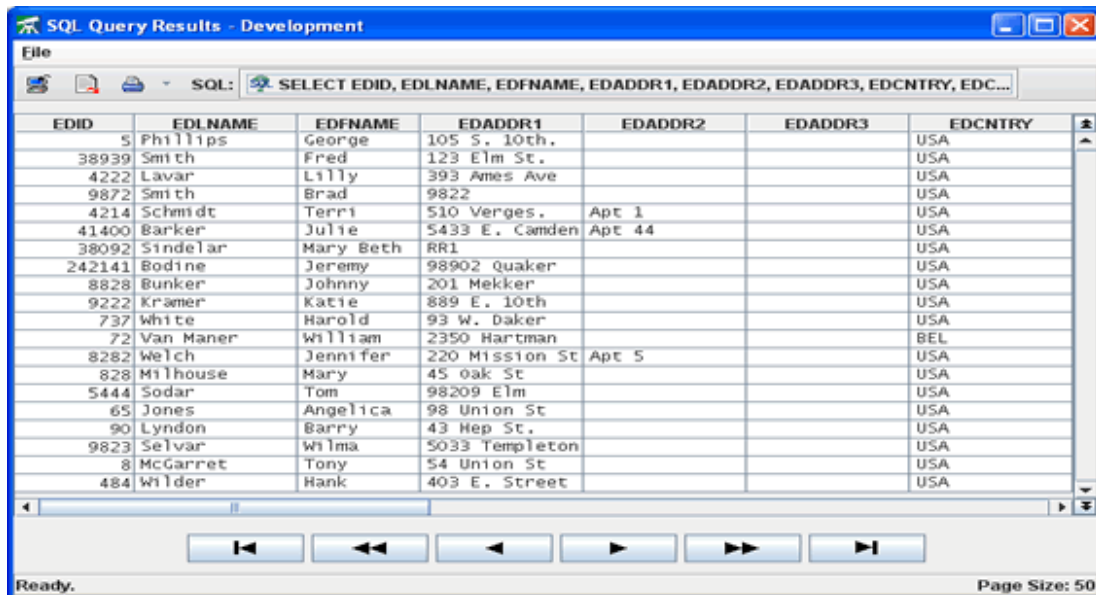 SQL Query Results - Development
File
SQL: SELECT EDID, EDLNAME, EDFNAME, EDADDR1, EDADDR2, EDADDR3, EDCNTRY, EDC...
EDID EDLNAME EDFNAME EDADDR1 EDADDR2 EDADDR3 EDCNTRY
5 Phillips George 105 S. 10th. USA
38939 Smith Fred 123 Elm St. USA
4222 Lavar Lilly 393 Ames Ave USA
9872 Smith Brad 9822 USA
4214 Schmidt Terri 510 Verges. Apt 1 USA
41400 Barker Julie 5433 E. Camden Apt 44 USA
38092 Sindelar Mary Beth RR1 USA
242141 Bodine Jeremy 98902 Quaker USA
8828 Bunker Johnny 201 Mekker USA
9222 Kramer Katie 889 E. 10th USA
737 White Harold 93 W. Daker USA
72 Van Maner William 2350 Hartman BEL
8282 Welch Jennifer 220 Mission St Apt 5 USA
828 Milhouse Mary 45 Oak St USA
5444 Sodar Tom 98209 Elm USA
65 Jones Angelica 98 Union St USA
90 Lyndon Barry 43 Hep St. USA
9823 Selvar Wilma 5033 Templeton USA
8 McGarret Tony 54 Union St USA
484 Wilder Hank 403 E. Street USA
Ready. Page Size: 50